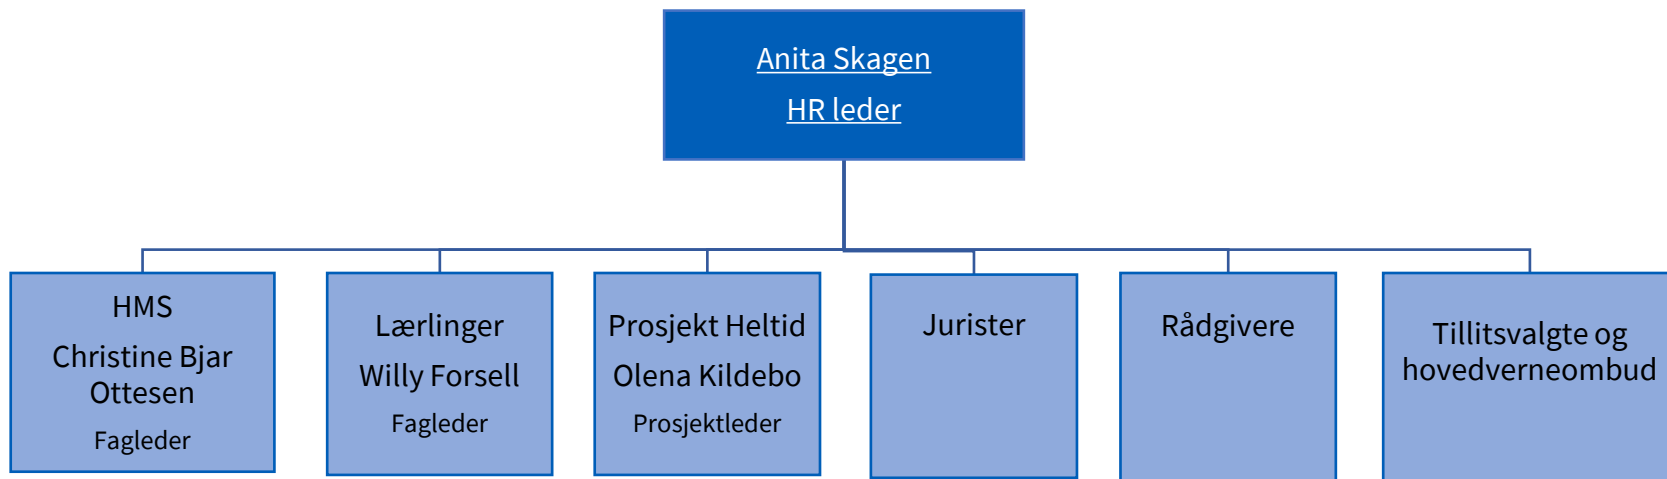 Anita Skagen
HR leder
HMS
Christine Bjar
Ottesen
Fagleder
Lærlinger
Willy Forsell
Fagleder
Prosjekt Heltid
Olena Kildebo
Prosjektleder
Jurister
Rådgivere
Tillitsvalgte og
hovedverneombud